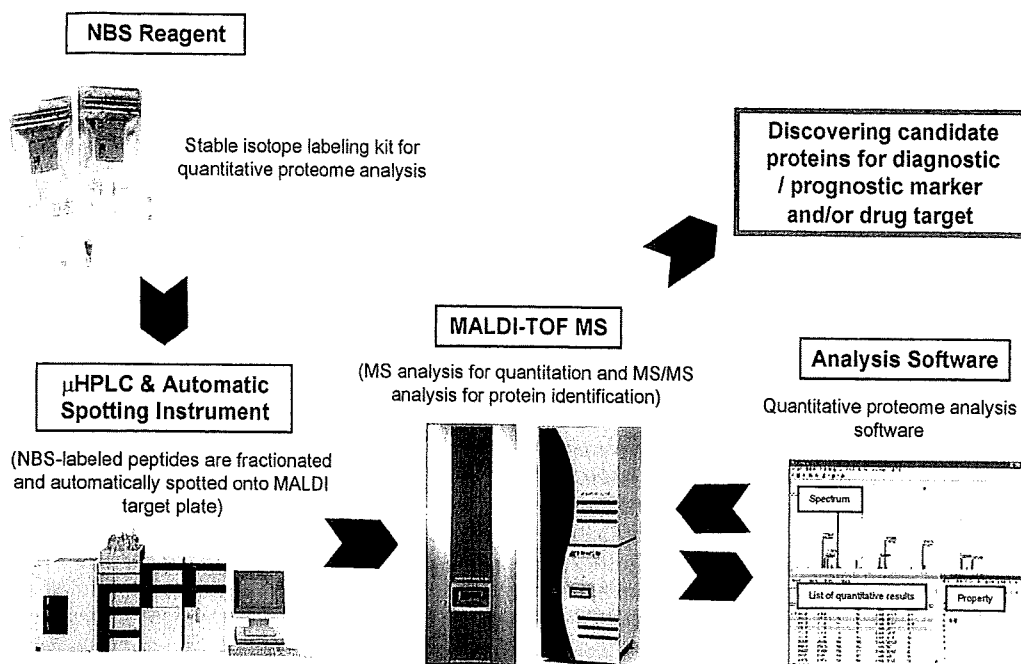 NBS Reagent
Stable isotope labeling kit for
quantitative proteome analysis
Discovering candidate
proteins for diagnostic
/ prognostic marker
and/or drug target
μHPLC & Automatic
Spotting Instrument
(NBS-labeled peptides are fractionated
and automatically spotted onto MALDI
target plate)
MALDI-TOF MS
(MS analysis for quantitation and MS/MS
analysis for protein identification)
Analysis Software
Quantitative proteome analysis
software
Spectrum
List of quantitative results
Property